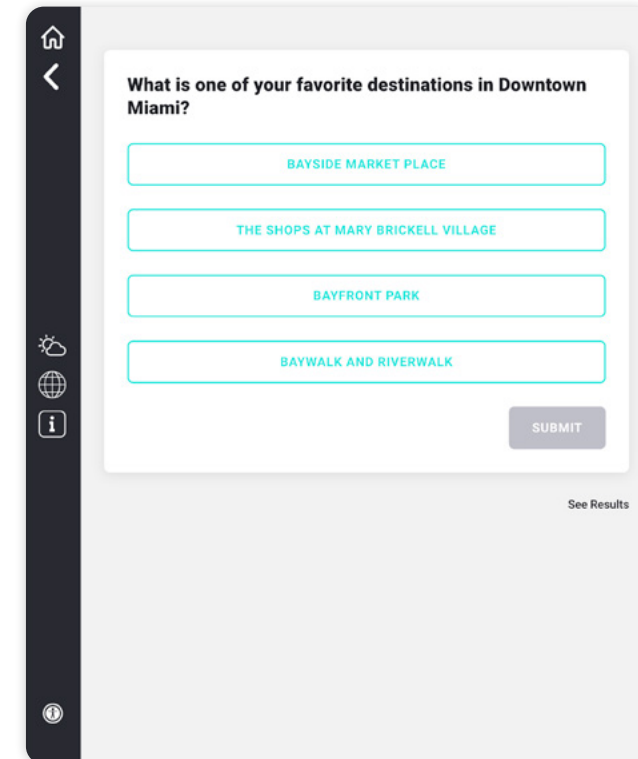 What is one of your favorite destinations in Downtown
Miami?
BAYSIDE MARKET PLACE
THE SHOPS AT MARY BRICKELL VILLAGE
BAYFRONT PARK
BAYWALK AND RIVERWALK
SUBMIT
See Results